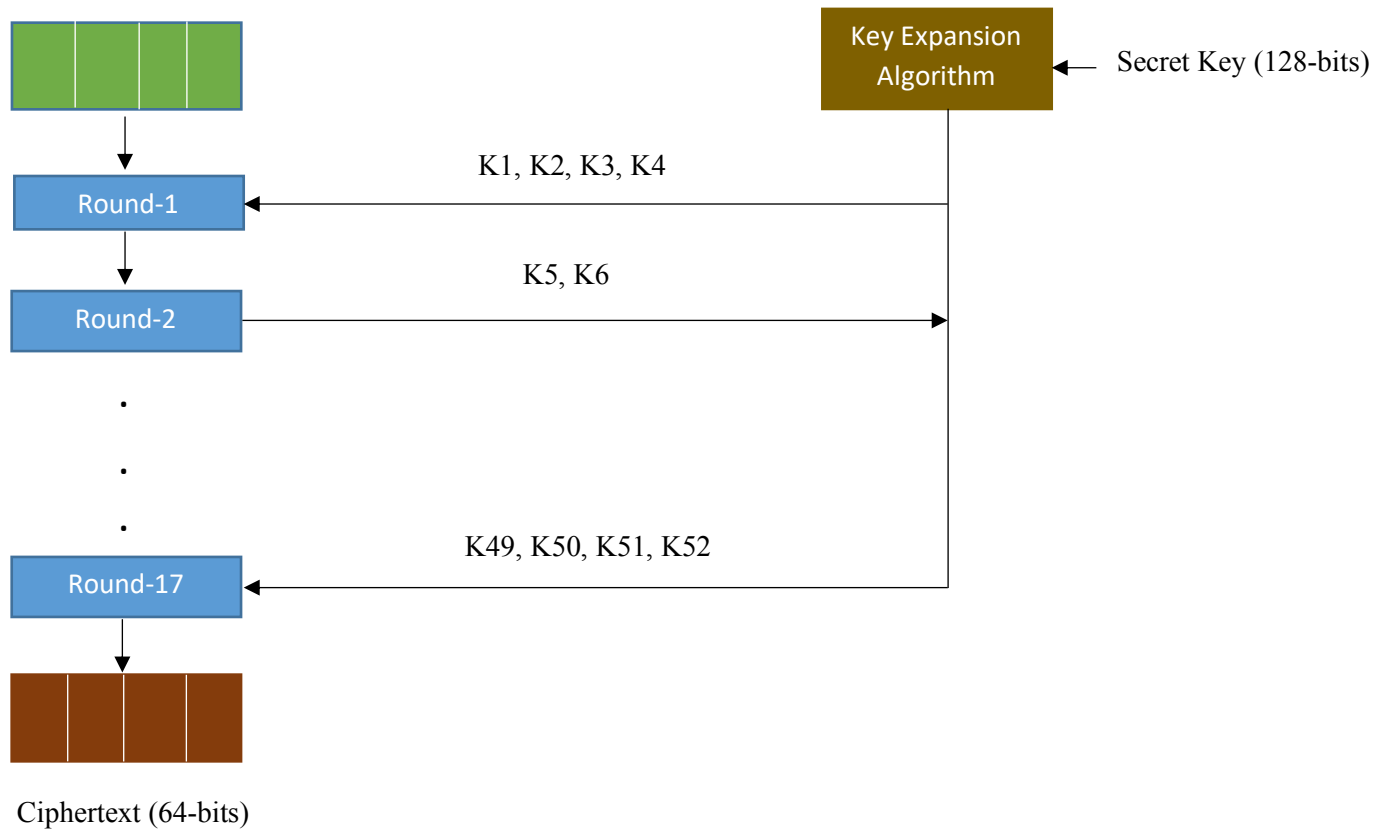 Key Expansion
Algorithm
Secret Key (128-bits)
K1, K2, K3, K4
Round-1
K5, K6
Round-2
.
.
.
K49, K50, K51, K52
Round-17
Ciphertext (64-bits)